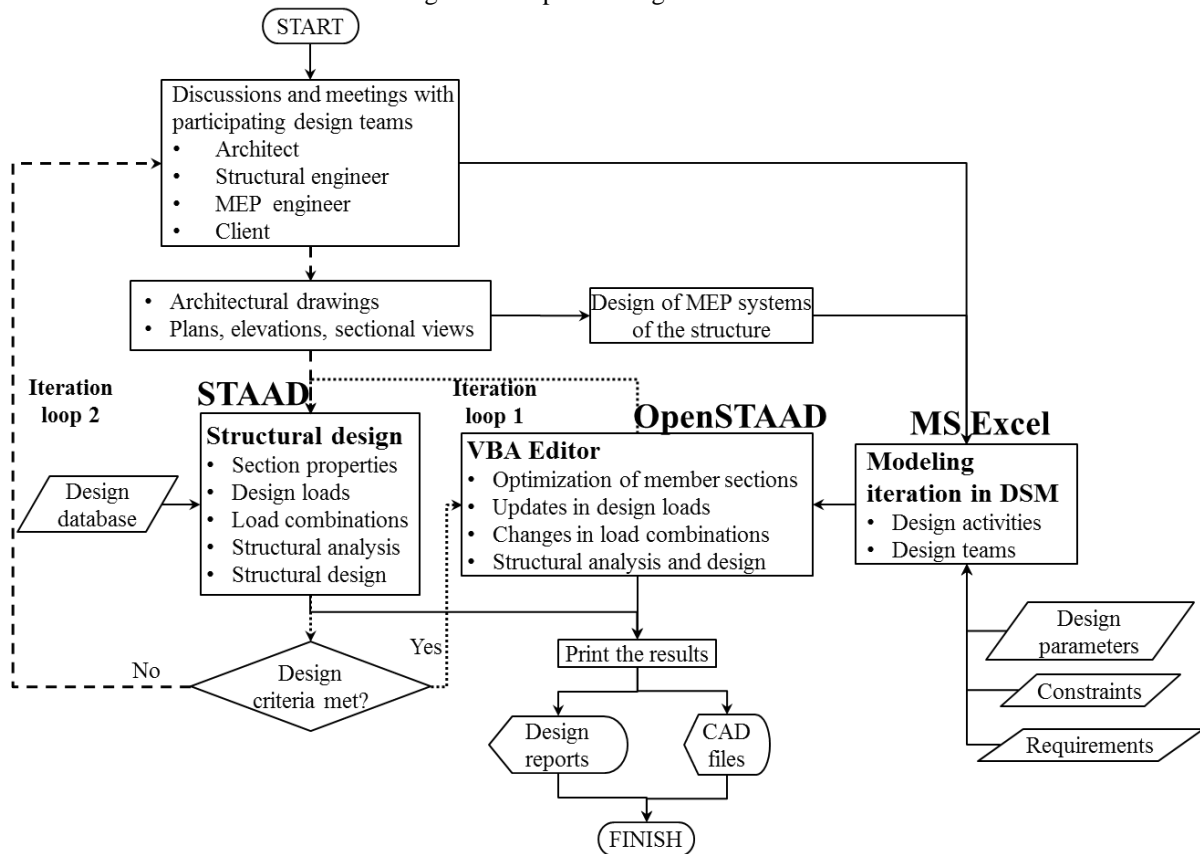 START
Discussions and meetings with
participating design teams
• Architect
• Structural engineer
• MEP engineer
• Client
• Architectural drawings
• Plans, elevations, sectional views
Design of MEP systems
of the structure
Iteration
loop 2
STAAD
Iteration
loop 1
OpenSTAAD
MS Excel
Structural design
• Section properties
• Design loads
• Load combinations
• Structural analysis
• Structural design
VBA Editor
• Optimization of member sections
• Updates in design loads
• Changes in load combinations
• Structural analysis and design
Modeling
iteration in DSM
• Design activities
• Design teams
Design
database
No
Design
criteria met?
Yes
Print the results
Design
parameters
Constraints
Requirements
Design
reports
CAD
files
FINISH